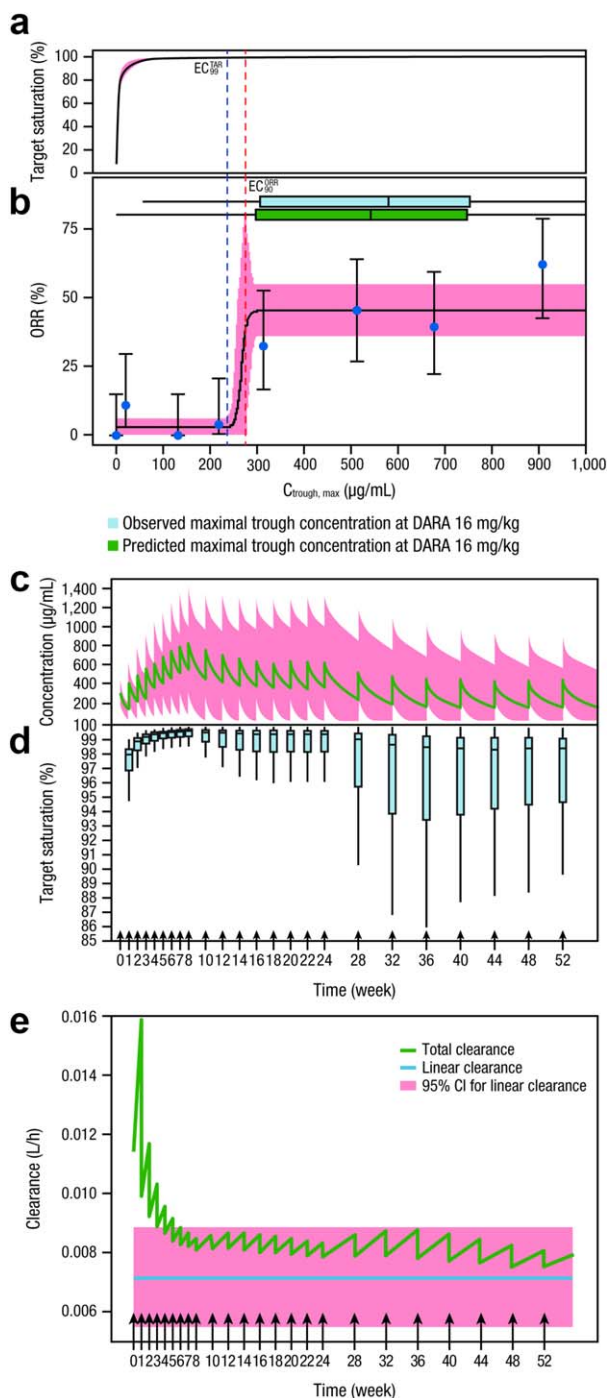 a
Target saturation (%)
100
80
60
40
20
0
EC99TAR
b
ORR (%)
75
50
25
0
EC90ORR
0 100 200 300 400 500 600 700 800 900 1,000
Ctrough, max (µg/mL)
Observed maximal trough concentration at DARA 16 mg/kg
Predicted maximal trough concentration at DARA 16 mg/kg
c
Concentration (µg/mL)
1,400
1200
1000
800
600
400
200
d
Target saturation (%)
100
99
98
97
96
95
94
93
92
91
90
89
88
87
86
85
0 1 2 3 4 5 6 7 8 10 12 14 16 18 20 22 24 28 32 36 40 44 48 52
Time (week)
e
Clearance (L/h)
0.016
0.014
0.012
0.010
0.008
0.006
Total clearance
Linear clearance
95% CI for linear clearance
0 1 2 3 4 5 6 7 8 10 12 14 16 18 20 22 24 28 32 36 40 44 48 52
Time (week)